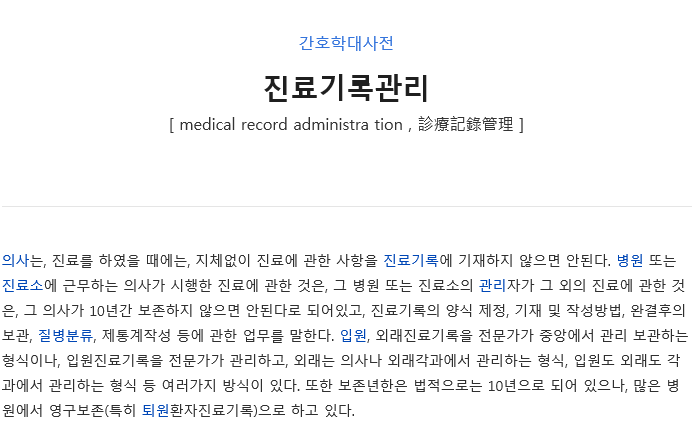 간호학대사전
진료기록관리
[ medical record administra tion , 診療記錄管理 ]
의사는, 진료를 하였을 때에는, 지체없이 진료에 관한 사항을 진료기록에 기재하지 않으면 안된다. 병원 또는
진료소에 근무하는 의사가 시행한 진료에 관한 것은, 그 병원 또는 진료소의 관리자가 그 외의 진료에 관한 것
은, 그 의사가 10년간 보존하지 않으면 안된다로 되어있고, 진료기록의 양식 제정, 기재 및 작성방법, 완결후의
보관, 질병분류, 제통계작성 등에 관한 업무를 말한다. 입원, 외래진료기록을 전문가가 중앙에서 관리 보관하는
형식이나, 입원진료기록을 전문가가 관리하고, 외래는 의사나 외래각과에서 관리하는 형식, 입원도 외래도 각
과에서 관리하는 형식 등 여러가지 방식이 있다. 또한 보존년한은 법적으로는 10년으로 되어 있으나, 많은 병
원에서 영구보존(특히 퇴원환자진료기록)으로 하고 있다.